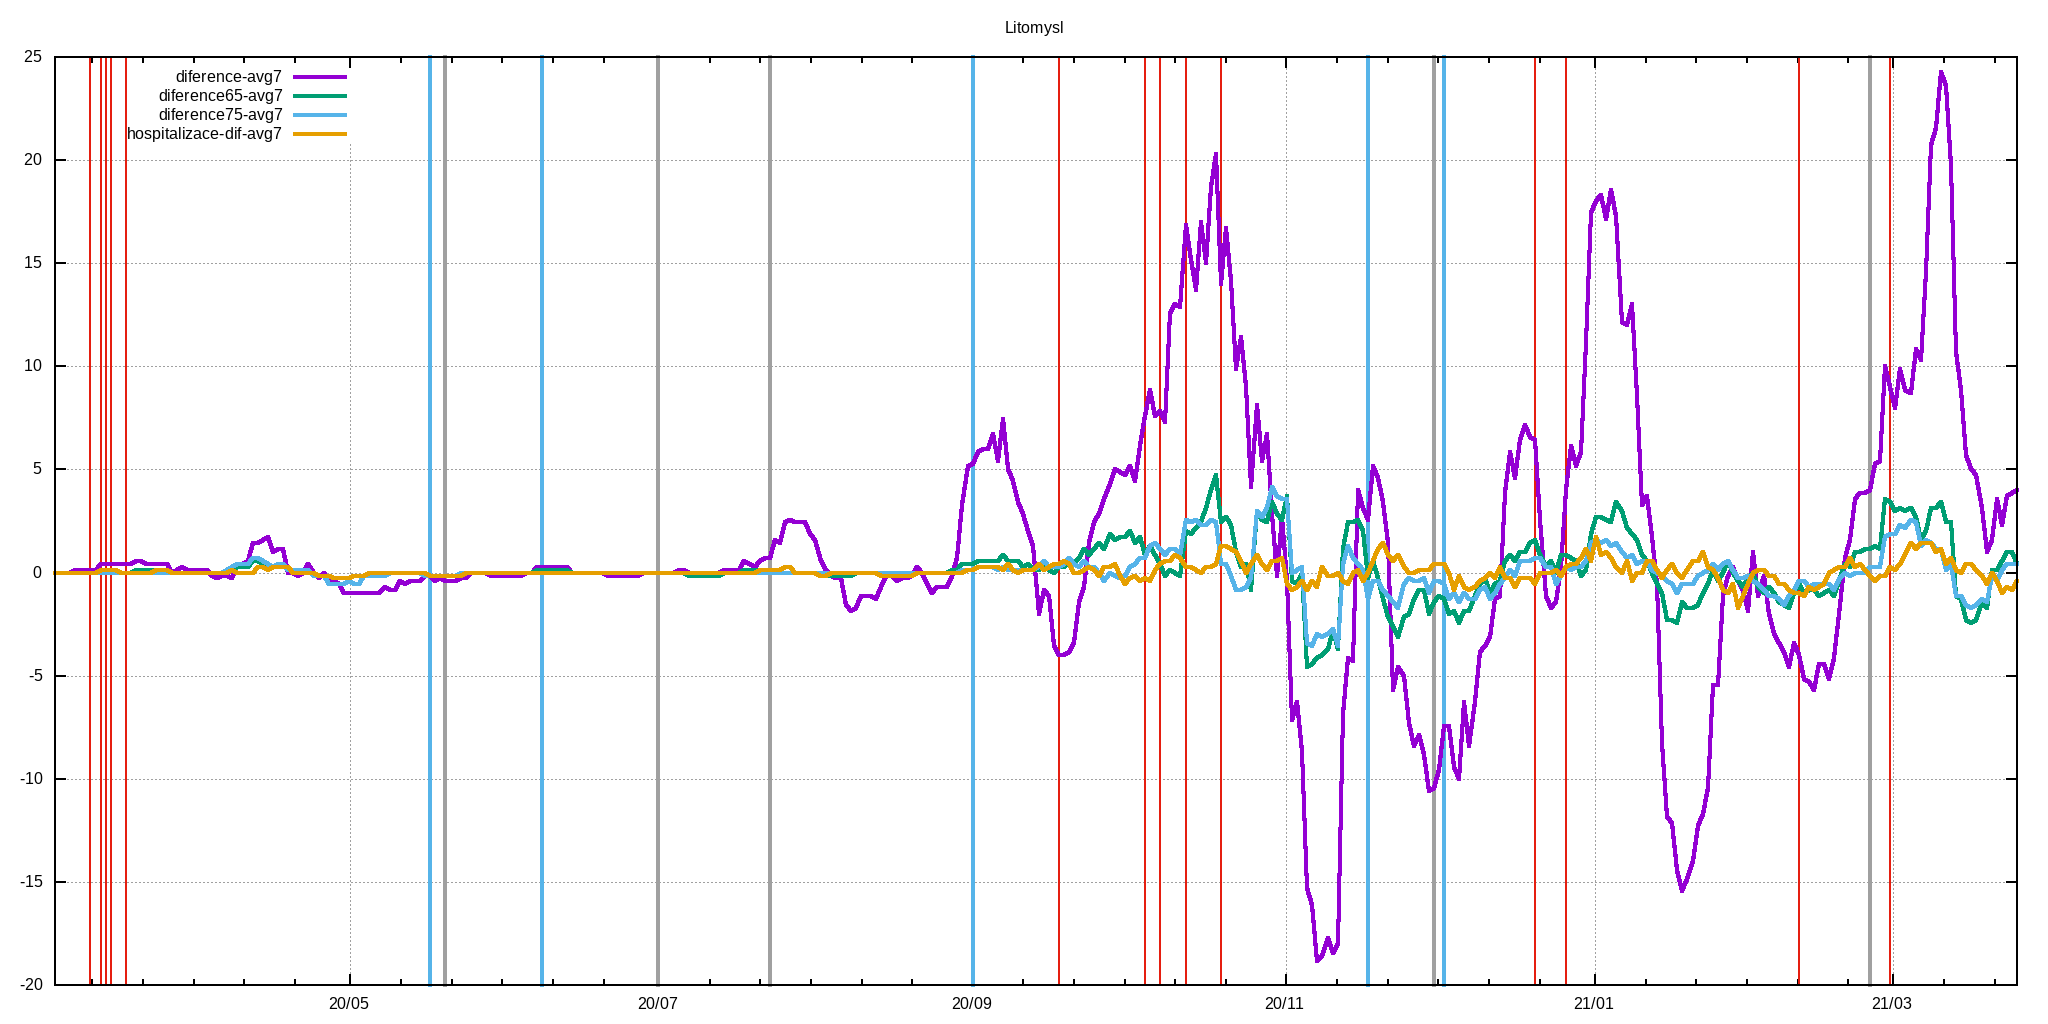 Litomysl
25
diference-avg7
diference65-avg7
diference75-avg7
hospitalizace-dif-avg7
20
15
10
5
0
-5
-10
-15
-20
20/05 20/07 20/09 20/11 21/01 21/03